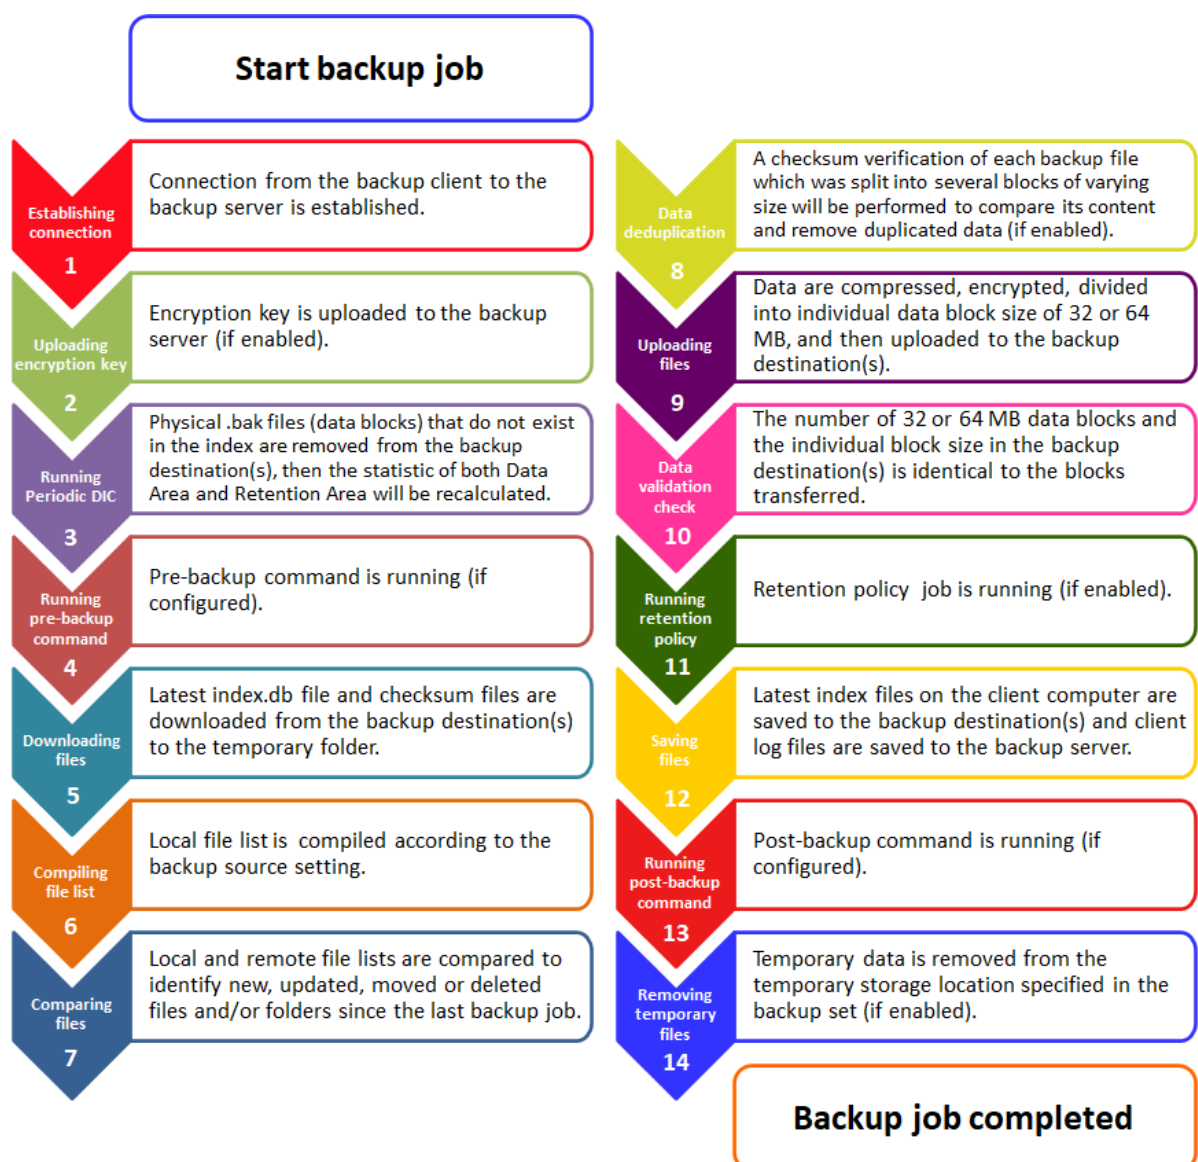 Start backup job
Establishing
connection
1
Connection from the backup client to the
backup server is established.
Uploading
encryption key
2
Encryption key is uploaded to the backup
server (if enabled).
Running
Periodic DIC
3
Physical .bak files (data blocks) that do not exist
in the index are removed from the backup
destination(s), then the statistic of both Data
Area and Retention Area will be recalculated.
Running
pre-backup
command
4
Pre-backup command is running (if
configured).
Downloading
files
5
Latest index.db file and checksum files are
downloaded from the backup destination(s)
to the temporary folder.
Compiling
file list
6
Local file list is compiled according to the
backup source setting.
Comparing
files
7
Local and remote file lists are compared to
identify new, updated, moved or deleted
files and/or folders since the last backup job.
Data
deduplication
8
A checksum verification of each backup file
which was split into several blocks of varying
size will be performed to compare its content
and remove duplicated data (if enabled).
Uploading
files
9
Data are compressed, encrypted, divided
into individual data block size of 32 or 64
MB, and then uploaded to the backup
destination(s).
Data
validation
check
10
The number of 32 or 64 MB data blocks and
the individual block size in the backup
destination(s) is identical to the blocks
transferred.
Running
retention
policy
11
Retention policy job is running (if enabled).
Saving
files
12
Latest index files on the client computer are
saved to the backup destination(s) and client
log files are saved to the backup server.
Running
post-backup
command
13
Post-backup command is running (if
configured).
Removing
temporary
files
14
Temporary data is removed from the
temporary storage location specified in the
backup set (if enabled).
Backup job completed